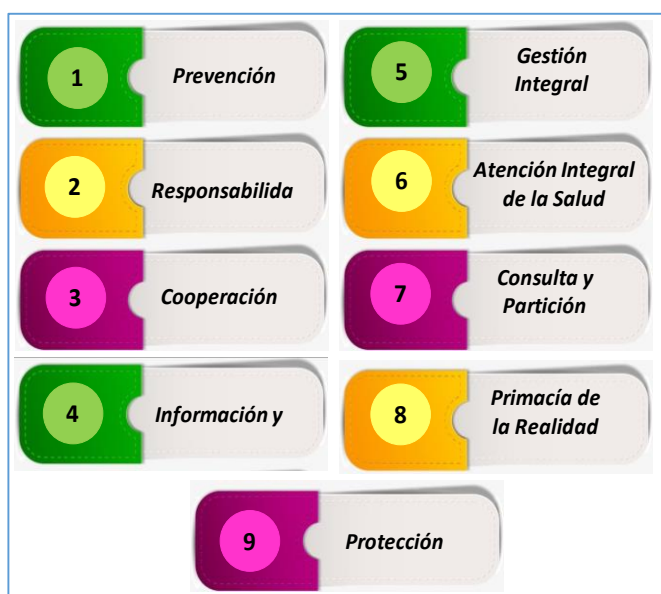 1
Prevención
2
Responsabilida
3
Cooperación
4
Información y
5
Gestión
Integral
6
Atención Integral
de la Salud
7
Consulta y
Partición
8
Primacía de
la Realidad
9
Protección